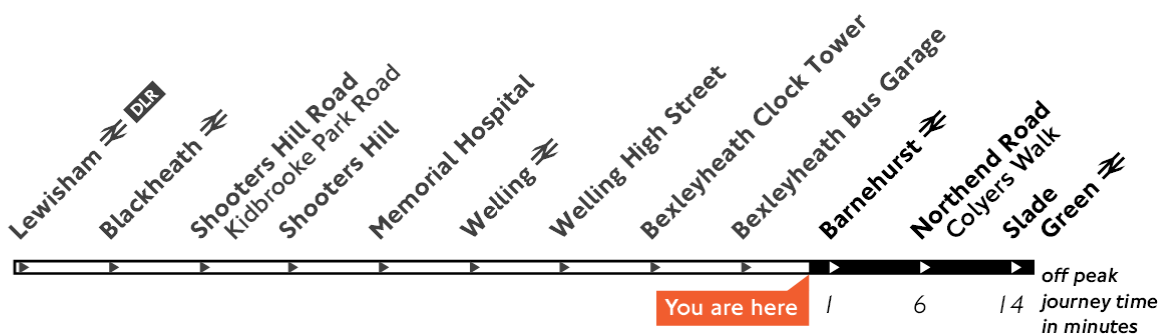 Lewisham DLR
Blackheath
Shooters Hill Road
Kidbrooke Park Road
Shooters Hill
Memorial Hospital
Welling
Welling High Street
Bexleyheath Clock Tower
Bexleyheath Bus Garage
Barnehurst
Northend Road
Colyers Walk
Slade
Green
You are here
1
6
14
off peak
journey time
in minutes